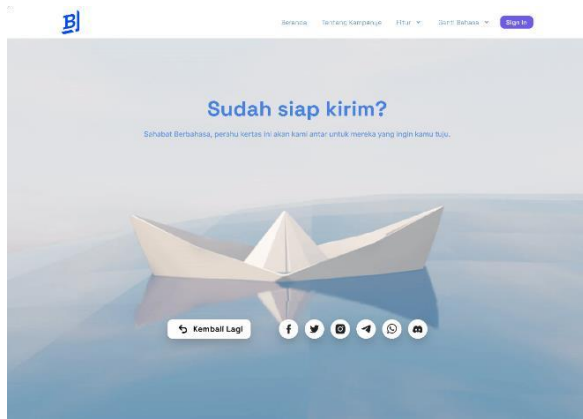 B
Beranda Tentang Kampanye Fitur Ganti Bahasa Sign In
Sudah siap kirim?
Sahabat Berbahasa, perahu kertas ini akan kami antar untuk mereka yang ingin kamu tuju.
Kembali Lagi